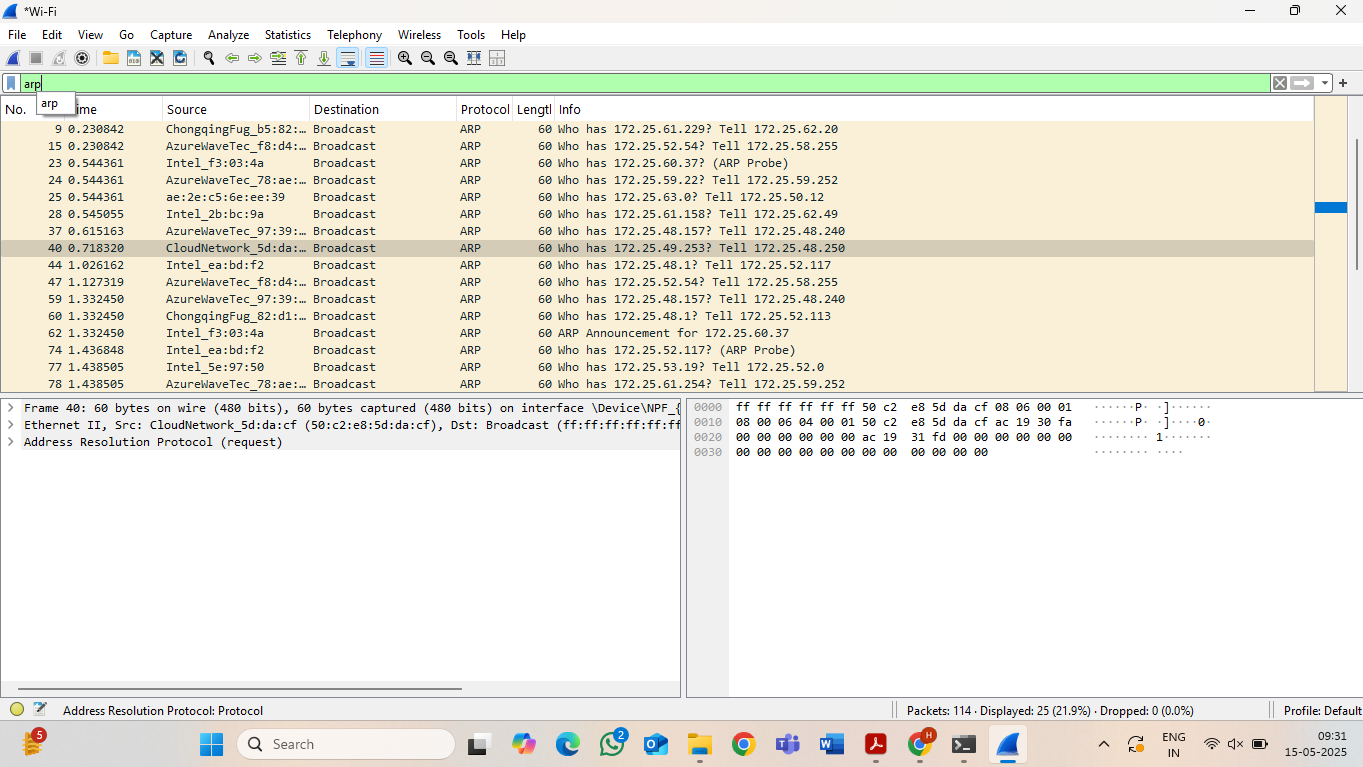 *Wi-Fi
File Edit View Go Capture Analyze Statistics Telephony Wireless Tools Help
arp
arp
No. ime Source Destination Protocol Lengtl Info
9 0.230842 ChongqingFug_b5:82:… Broadcast ARP 60 Who has 172.25.61.229? Tell 172.25.62.20
15 0.230842 AzureWaveTec_f8:d4:… Broadcast ARP 60 Who has 172.25.52.54? Tell 172.25.58.255
23 0.544361 Intel_f3:03:4a Broadcast ARP 60 Who has 172.25.60.37? (ARP Probe)
24 0.544361 AzureWaveTec_78:ae:… Broadcast ARP 60 Who has 172.25.59.22? Tell 172.25.59.252
25 0.544361 ae:2e:c5:6e:ee:39 Broadcast ARP 60 Who has 172.25.63.0? Tell 172.25.50.12
28 0.545055 Intel_2b:bc:9a Broadcast ARP 60 Who has 172.25.61.158? Tell 172.25.62.49
37 0.615163 AzureWaveTec_97:39:… Broadcast ARP 60 Who has 172.25.48.157? Tell 172.25.48.240
40 0.718320 CloudNetwork_5d:da:… Broadcast ARP 60 Who has 172.25.49.253? Tell 172.25.48.250
44 1.026162 Intel_ea:bd:f2 Broadcast ARP 60 Who has 172.25.48.1? Tell 172.25.52.117
47 1.127319 AzureWaveTec_f8:d4:… Broadcast ARP 60 Who has 172.25.52.54? Tell 172.25.58.255
59 1.332450 AzureWaveTec_97:39:… Broadcast ARP 60 Who has 172.25.48.157? Tell 172.25.48.240
60 1.332450 ChongqingFug_82:d1:… Broadcast ARP 60 Who has 172.25.48.1? Tell 172.25.52.113
62 1.332450 Intel_f3:03:4a Broadcast ARP 60 ARP Announcement for 172.25.60.37
74 1.436848 Intel_ea:bd:f2 Broadcast ARP 60 Who has 172.25.52.117? (ARP Probe)
77 1.438505 Intel_5e:97:50 Broadcast ARP 60 Who has 172.25.53.19? Tell 172.25.52.0
78 1.438505 AzureWaveTec_78:ae:… Broadcast ARP 60 Who has 172.25.61.254? Tell 172.25.59.252
Frame 40: 60 bytes on wire (480 bits), 60 bytes captured (480 bits) on interface \Device\NPF_{
Ethernet II, Src: CloudNetwork_5d:da:cf (50:c2:e8:5d:da:cf), Dst: Broadcast (ff:ff:ff:ff:ff:ff
Address Resolution Protocol (request)
0000 ff ff ff ff ff ff 50 c2 e8 5d da cf 08 06 00 01 ······P· ·]······
0010 08 00 06 04 00 01 50 c2 e8 5d da cf ac 19 30 fa ······P· ·]····0·
0020 00 00 00 00 00 00 ac 19 31 fd 00 00 00 00 00 00 ········ 1·······
0030 00 00 00 00 00 00 00 00 00 00 00 00 ········ ····
Address Resolution Protocol: Protocol
Packets: 114 · Displayed: 25 (21.9%) · Dropped: 0 (0.0%)
Profile: Default
5
Search
2
H
ENG
IN
09:31
15-05-2025